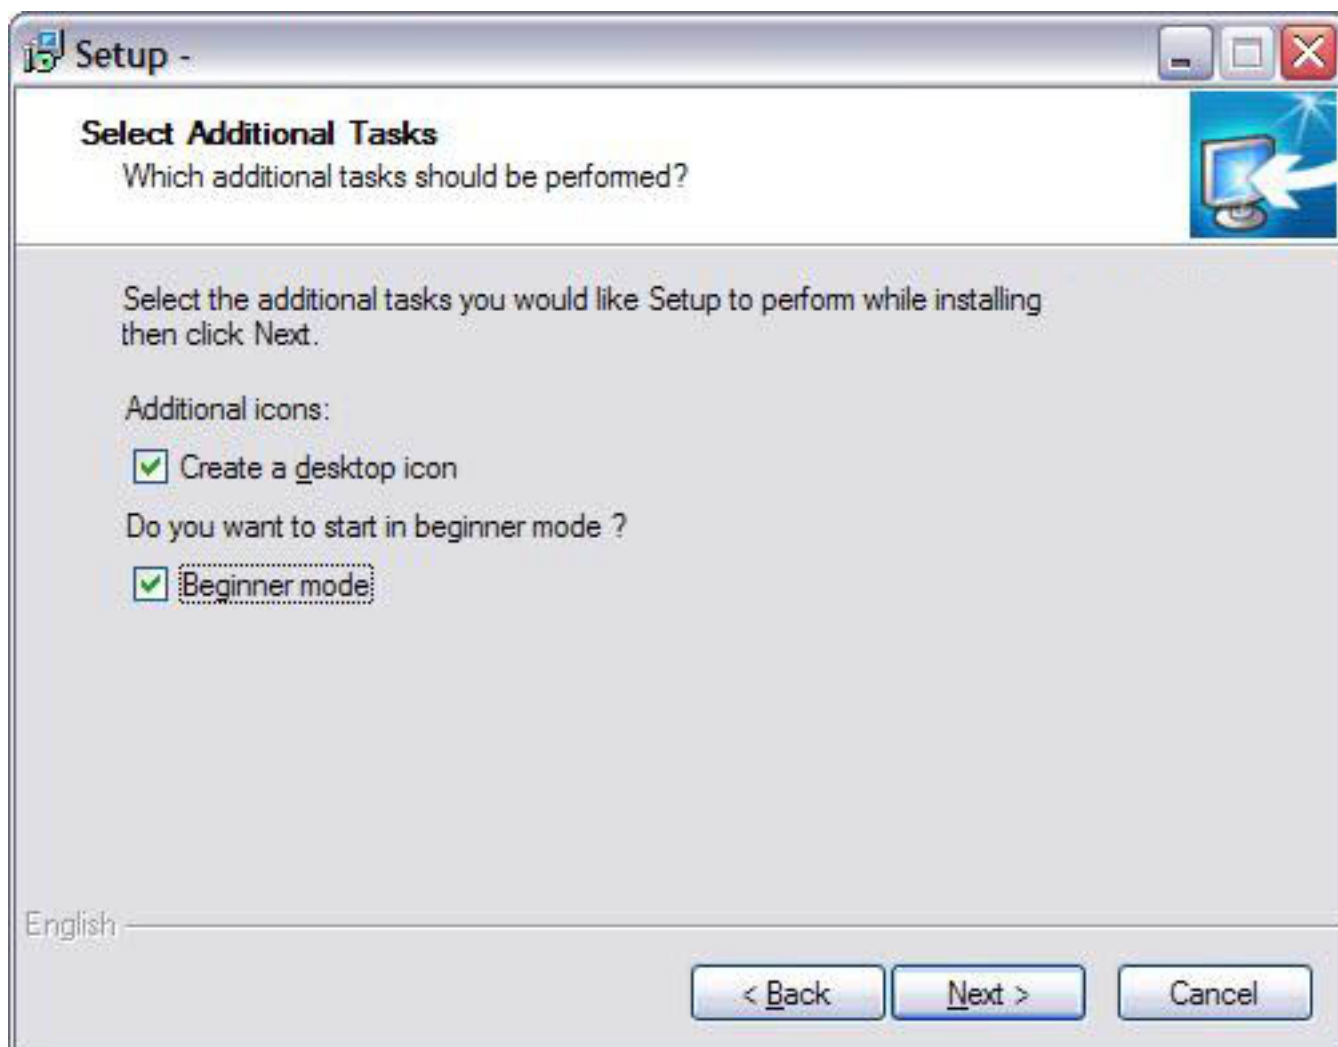 Setup -
Select Additional Tasks
Which additional tasks should be performed?
Select the additional tasks you would like Setup to perform while installing
then click Next.
Additional icons:
Create a desktop icon
Do you want to start in beginner mode ?
Beginner mode
English
< Back
Next >
Cancel